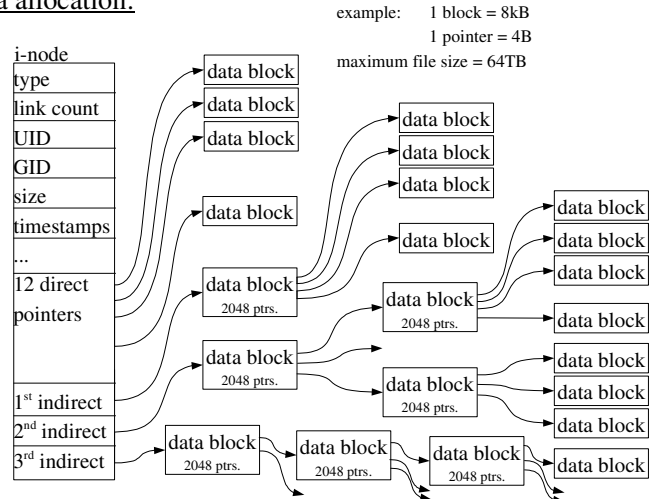 a allocation:
example: 1 block = 8kB
1 pointer = 4B
maximum file size = 64TB
i-node
type
link count
UID
GID
size
timestamps
...
12 direct
pointers
1st indirect
2nd indirect
3rd indirect
data block
data block
data block
data block
data block
2048 ptrs.
data block
data block
data block
data block
data block
2048 ptrs.
data block
2048 ptrs.
data block
2048 ptrs.
data block
data block
data block
data block
data block
data block
data block
data block
2048 ptrs.
data block
2048 ptrs.
data block
2048 ptrs.
data block